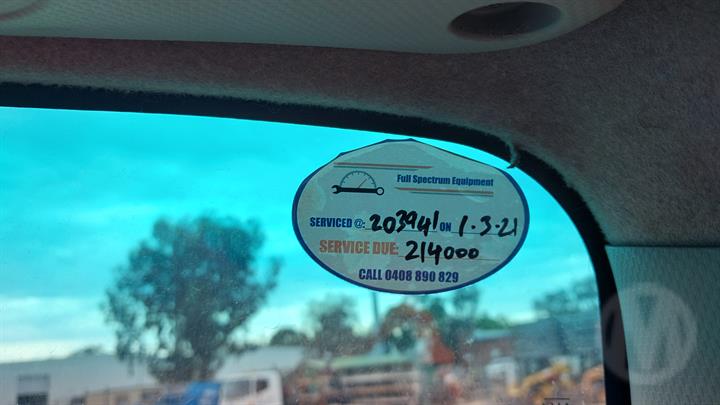 Full Spectrum Equipment
SERVICED @: 203941 ON 1.3.21
SERVICE DUE: 214000
CALL 0408 890 829